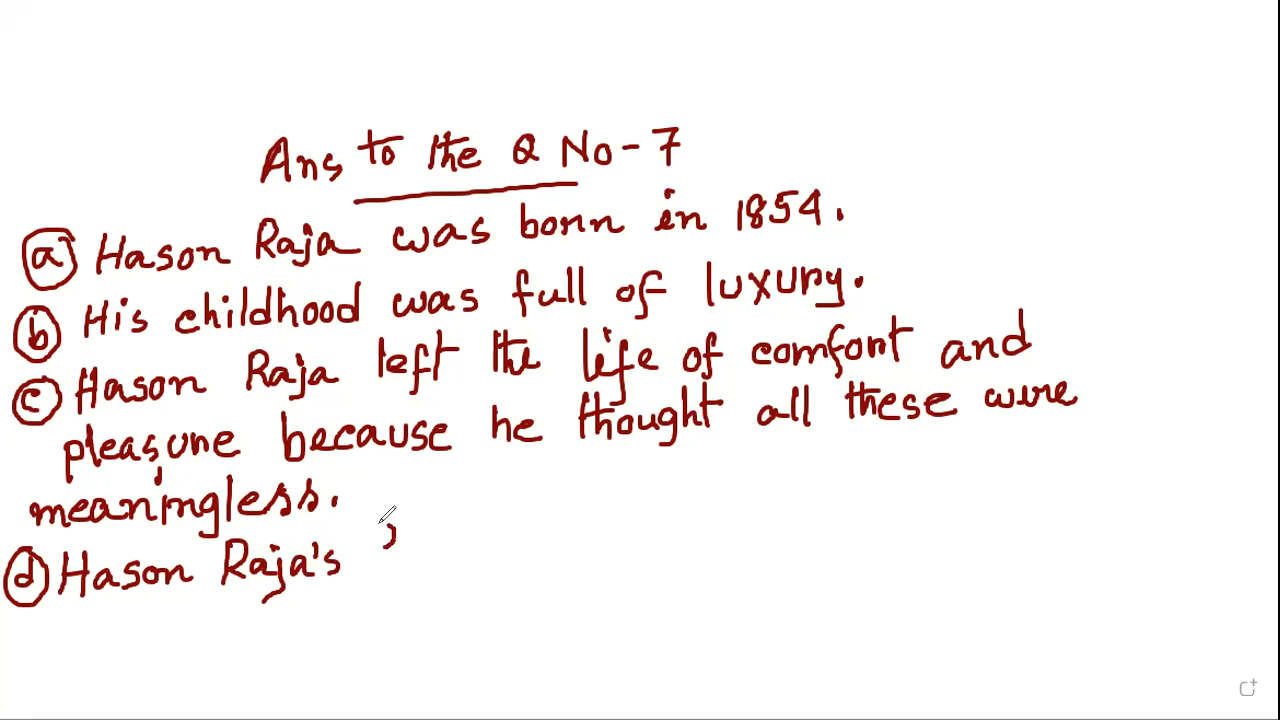 Ans to the Q No-7
(a) Hason Raja was born in 1854.
(b) His childhood was full of luxury.
(c) Hason Raja left the life of comfort and
pleasure because he thought all these were
meaningless.
(d) Hason Raja's